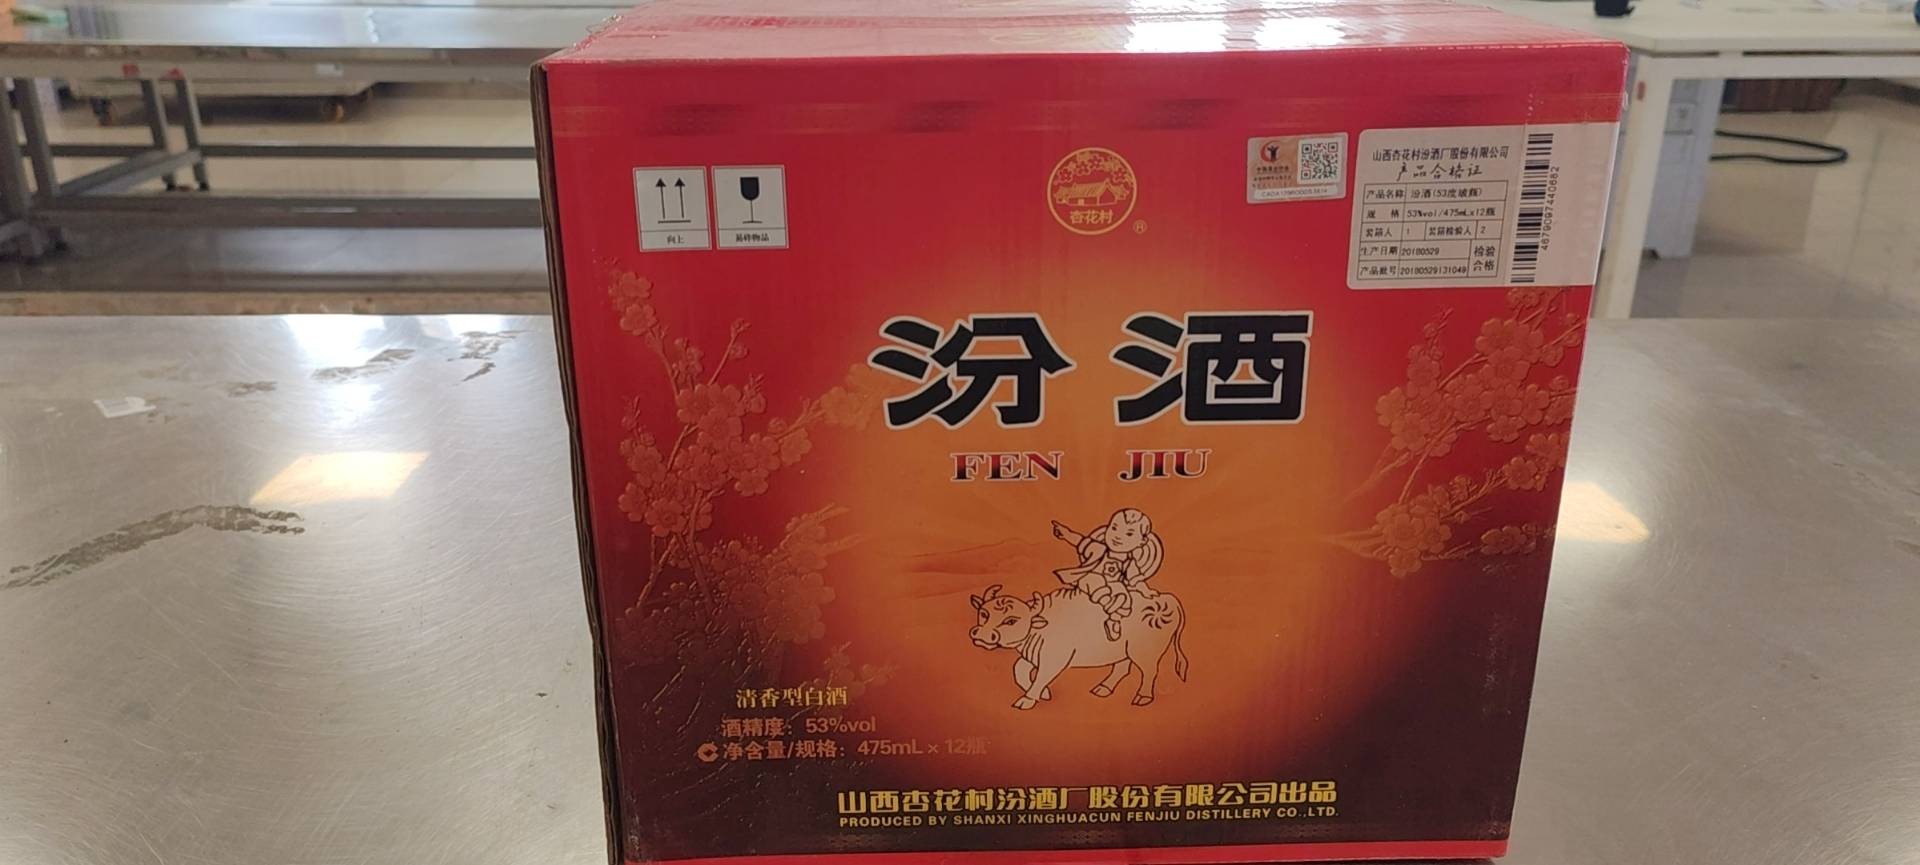 杏花村
®
向上
易碎物品
山西杏花村汾酒厂股份有限公司
产品合格证
产品名称 汾酒(53度玻瓶)
规格 53%vol/475mLx12瓶
装箱人 1 装箱检验人 2
生产日期 20180529 检验
产品批号 20180529131049 合格
汾酒
FEN JIU
清香型白酒
酒精度：53%vol
净含量/规格：475mL×12瓶
山西杏花村汾酒厂股份有限公司出品
PRODUCED BY SHANXI XINGHUACUN FENJIU DISTILLERY CO.,LTD.